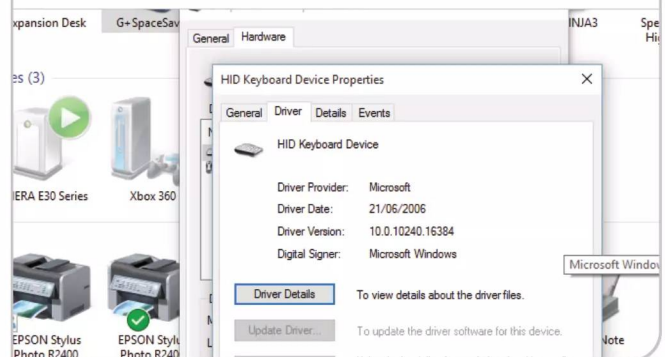 xpansion Desk
G+SpaceSav
INJA3
Spe
Hi
General
Hardware
es (3)
HID Keyboard Device Properties
General
Driver
Details
Events
HID Keyboard Device
Driver Provider:
Microsoft
Driver Date:
21/06/2006
Driver Version:
10.0.10240.16384
Digital Signer:
Microsoft Windows
Driver Details
To view details about the driver files.
Update Driver...
To update the driver software for this device.
IERA E30 Series
Xbox 360
Microsoft Window
EPSON Stylus
Photo R2400
EPSON Stylu
Photo R240
Note